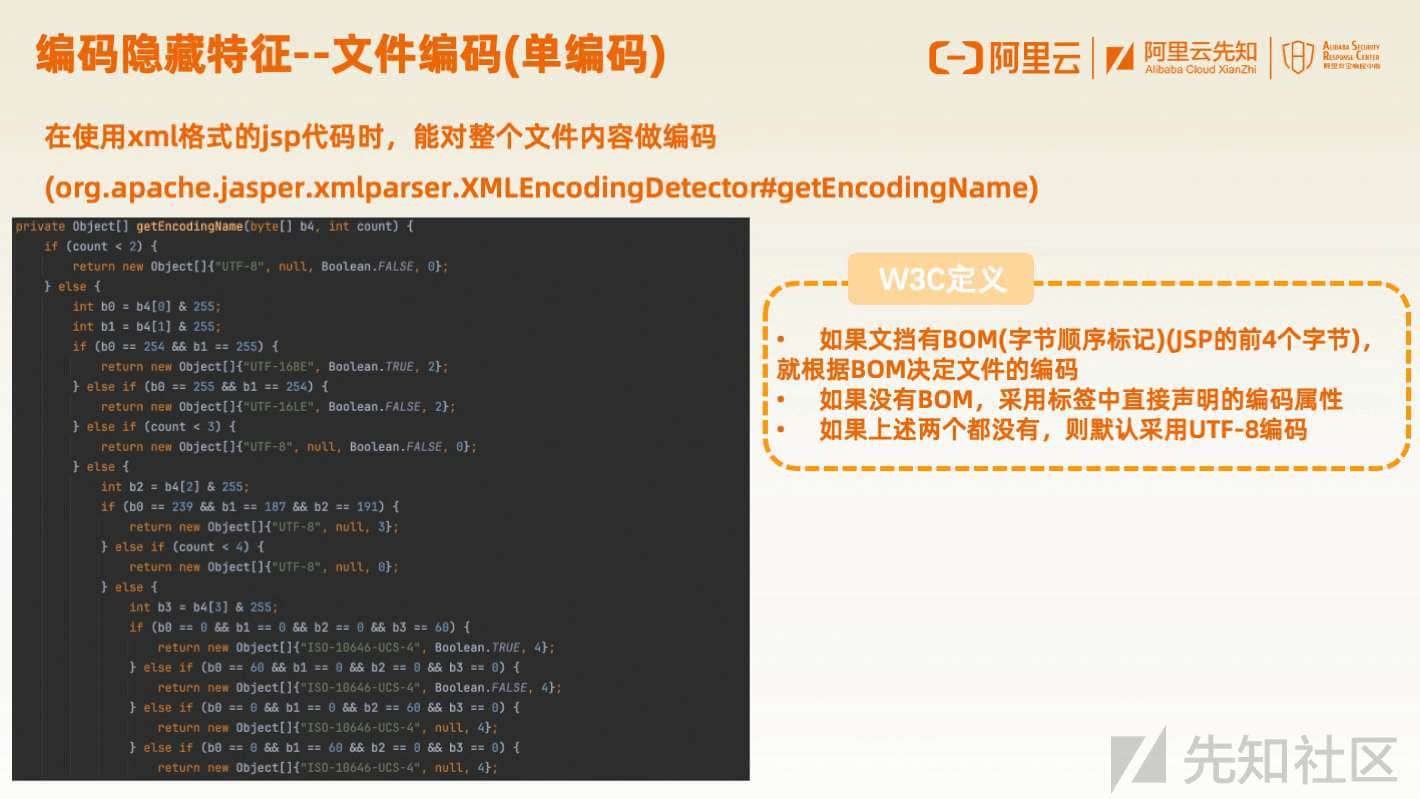 编码隐藏特征--文件编码(单编码)
阿里云
阿里云先知
Alibaba Cloud XianZhi
ALIBABA SECURITY
RESPONSE CENTER
在使用xml格式的jsp代码时，能对整个文件内容做编码
(org.apache.jasper.xmlparser.XMLEncodingDetector#getEncodingName)
private Object[] getEncodingName(byte[] b4, int count) {
if (count < 2) {
return new Object[]{"UTF-8", null, Boolean.FALSE, 0};
} else {
int b0 = b4[0] & 255;
int b1 = b4[1] & 255;
if (b0 == 254 && b1 == 255) {
return new Object[]{"UTF-16BE", Boolean.TRUE, 2};
} else if (b0 == 255 && b1 == 254) {
return new Object[]{"UTF-16LE", Boolean.FALSE, 2};
} else if (count < 3) {
return new Object[]{"UTF-8", null, Boolean.FALSE, 0};
} else {
int b2 = b4[2] & 255;
if (b0 == 239 && b1 == 187 && b2 == 191) {
return new Object[]{"UTF-8", null, 3};
} else if (count < 4) {
return new Object[]{"UTF-8", null, 0};
} else {
int b3 = b4[3] & 255;
if (b0 == 0 && b1 == 0 && b2 == 0 && b3 == 60) {
return new Object[]{"ISO-10646-UCS-4", Boolean.TRUE, 4};
} else if (b0 == 60 && b1 == 0 && b2 == 0 && b3 == 0) {
return new Object[]{"ISO-10646-UCS-4", Boolean.FALSE, 4};
} else if (b0 == 0 && b1 == 0 && b2 == 60 && b3 == 0) {
return new Object[]{"ISO-10646-UCS-4", null, 4};
} else if (b0 == 0 && b1 == 60 && b2 == 0 && b3 == 0) {
return new Object[]{"ISO-10646-UCS-4", null, 4};
W3C定义
• 如果文挡有BOM(字节顺序标记)(JSP的前4个字节)，
就根据BOM决定文件的编码
• 如果没有BOM，采用标签中直接声明的编码属性
• 如果上述两个都没有，则默认采用UTF-8编码
先知社区